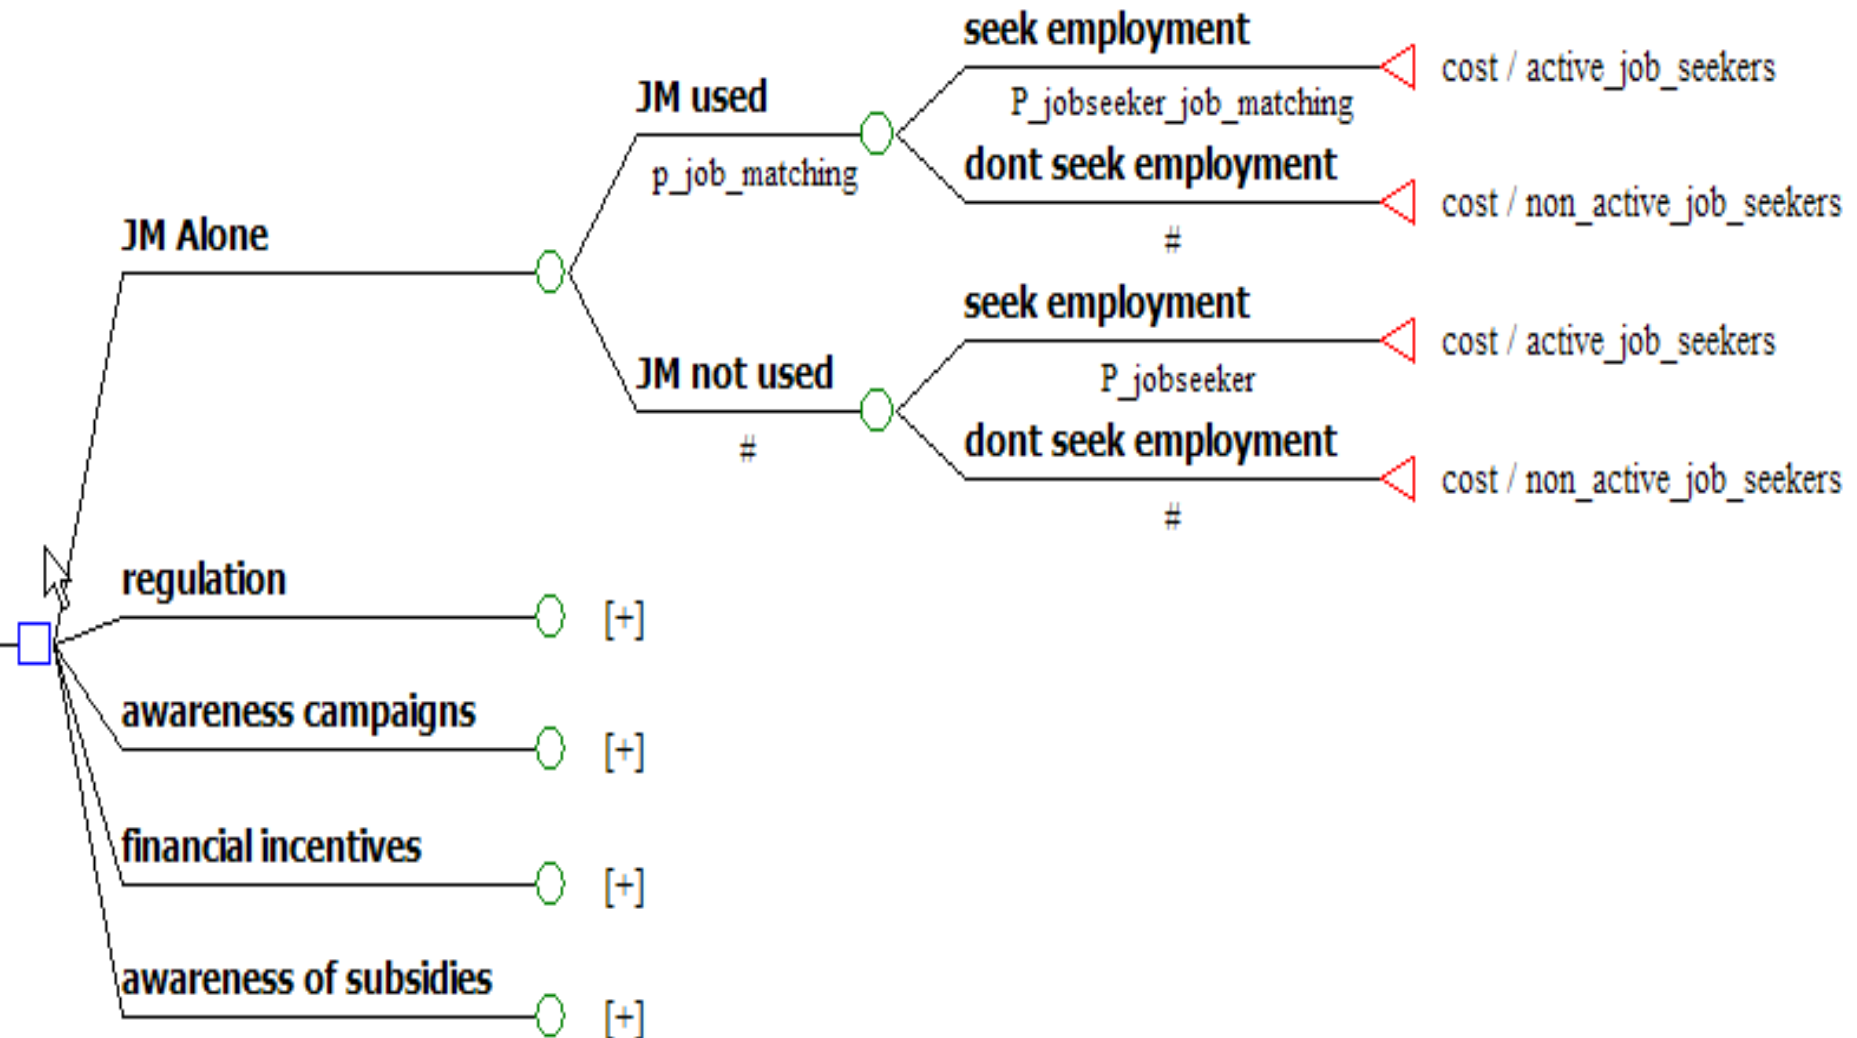 seek employment
cost / active_job_seekers
JM used
P_jobseeker_job_matching
dont seek employment
p_job_matching
cost / non_active_job_seekers
#
JM Alone
seek employment
cost / active_job_seekers
JM not used
P_jobseeker
dont seek employment
#
cost / non_active_job_seekers
#
regulation
[+]
awareness campaigns
[+]
financial incentives
[+]
awareness of subsidies
[+]